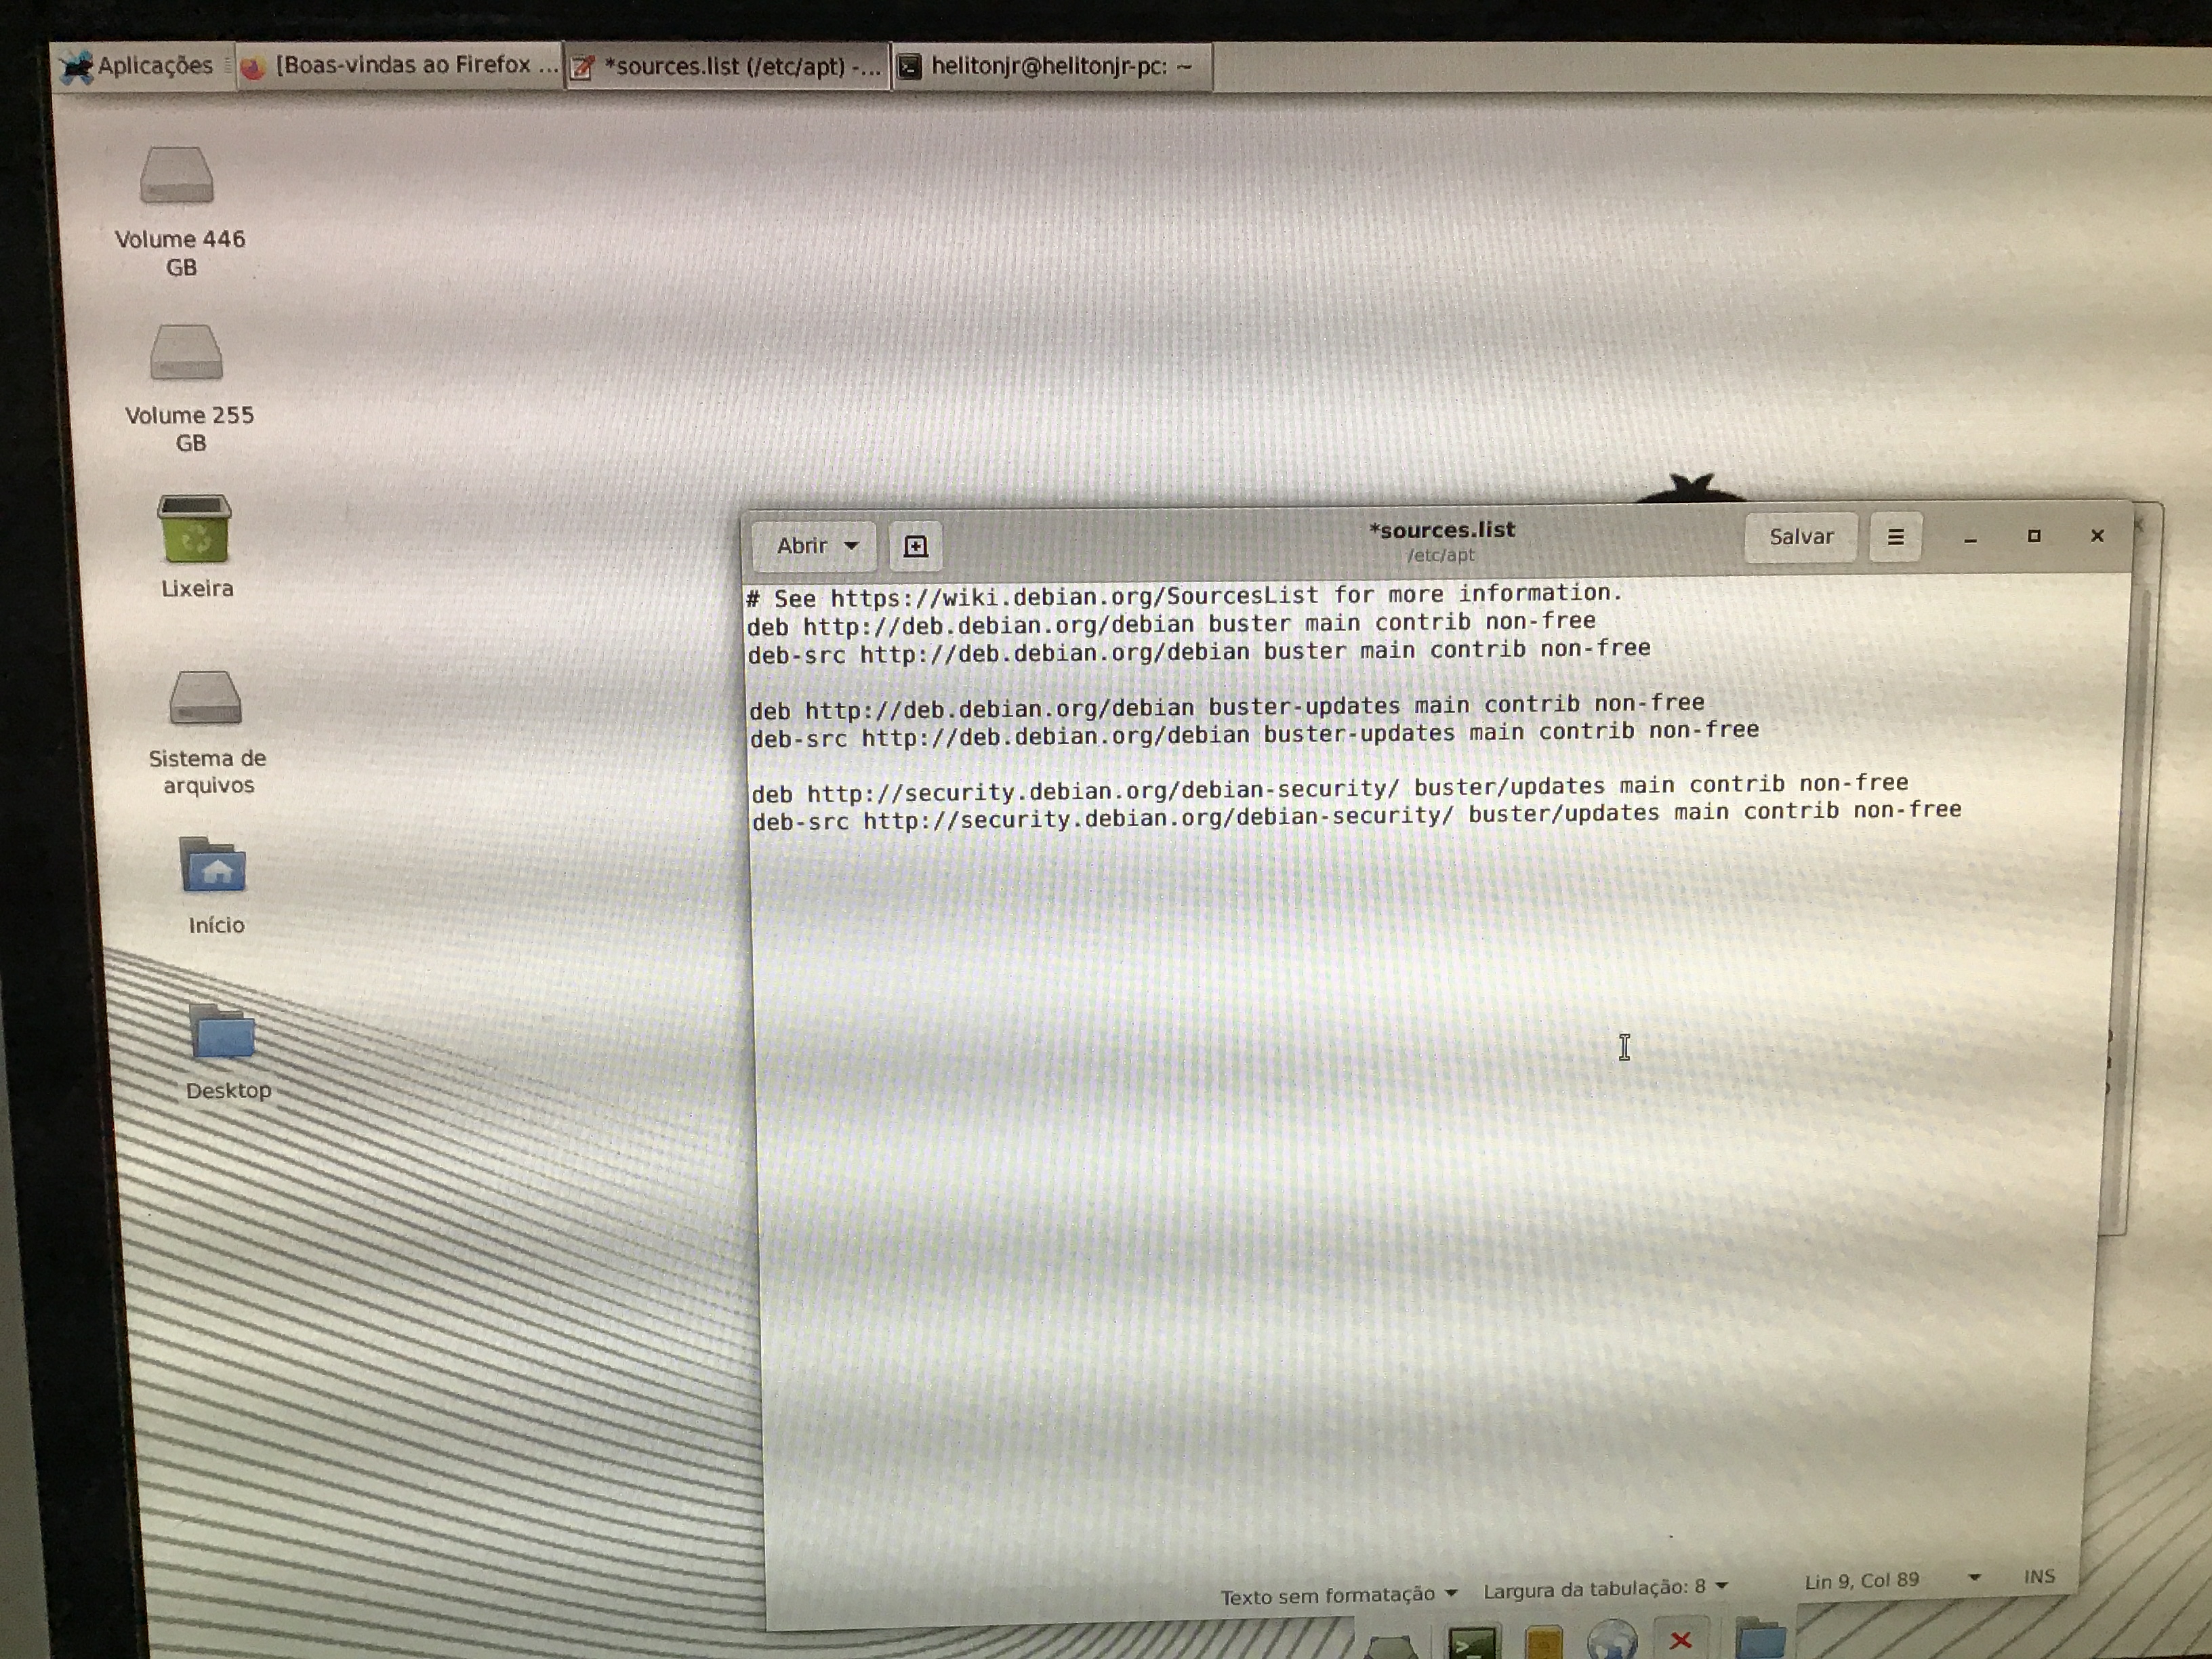 Aplicações
[Boas-vindas ao Firefox ...
*sources.list (/etc/apt) -...
helitonjr@helitonjr-pc: ~
Volume 446
GB
Volume 255
GB
Lixeira
Sistema de
arquivos
Início
Desktop
Abrir
*sources.list
/etc/apt
Salvar
# See https://wiki.debian.org/SourcesList for more information.
deb http://deb.debian.org/debian buster main contrib non-free
deb-src http://deb.debian.org/debian buster main contrib non-free
deb http://deb.debian.org/debian buster-updates main contrib non-free
deb-src http://deb.debian.org/debian buster-updates main contrib non-free
deb http://security.debian.org/debian-security/ buster/updates main contrib non-free
deb-src http://security.debian.org/debian-security/ buster/updates main contrib non-free
Texto sem formatação
Largura da tabulação: 8
Lin 9, Col 89
INS